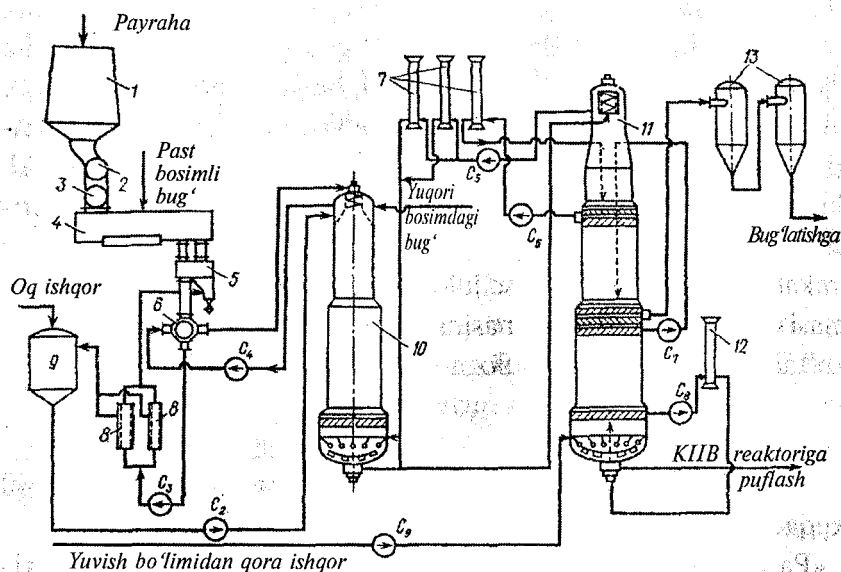 Payraha
1
2
3
Past
bosimli
bug‘
4
5
6
Oq ishqor
9
8
8
C₃
C₄
C₂
Yuvish bo‘limidan qora ishqor
C₉
Yuqori
bosimdagi
bug‘
10
7
C₅
C₆
11
13
Bug‘latishga
C₇
12
C₈
KIIB reaktoriga
puflash